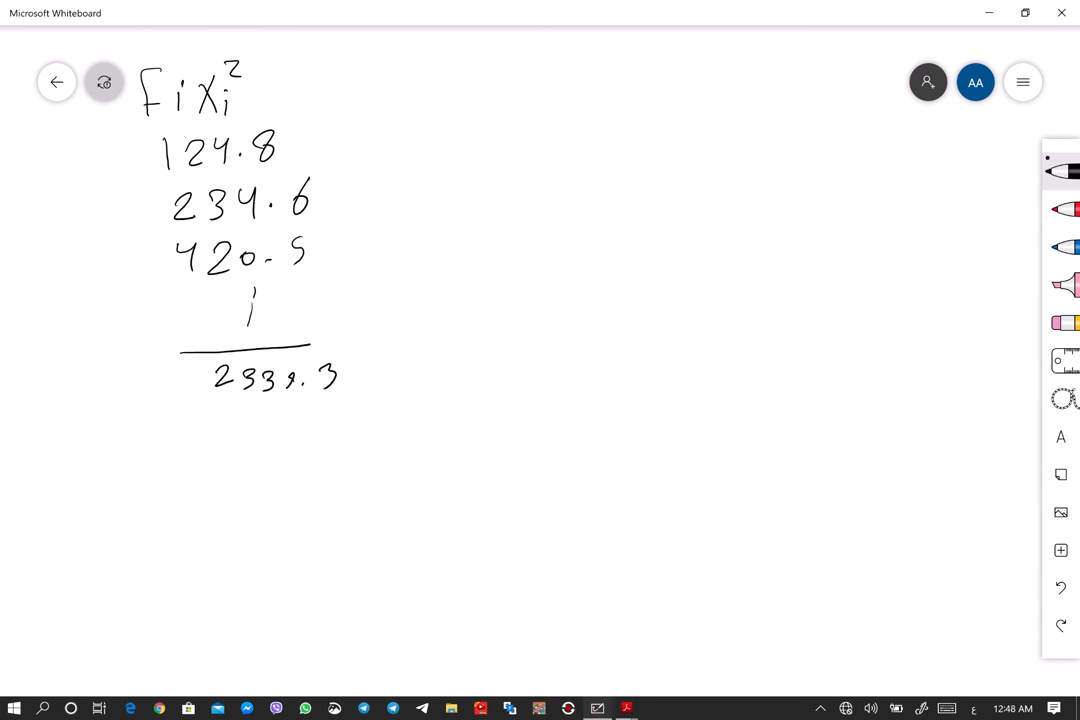 Microsoft Whiteboard
AA
fixi²
124.8
234.6
420.5
⋮
2339.3
A
ع
12:48 AM